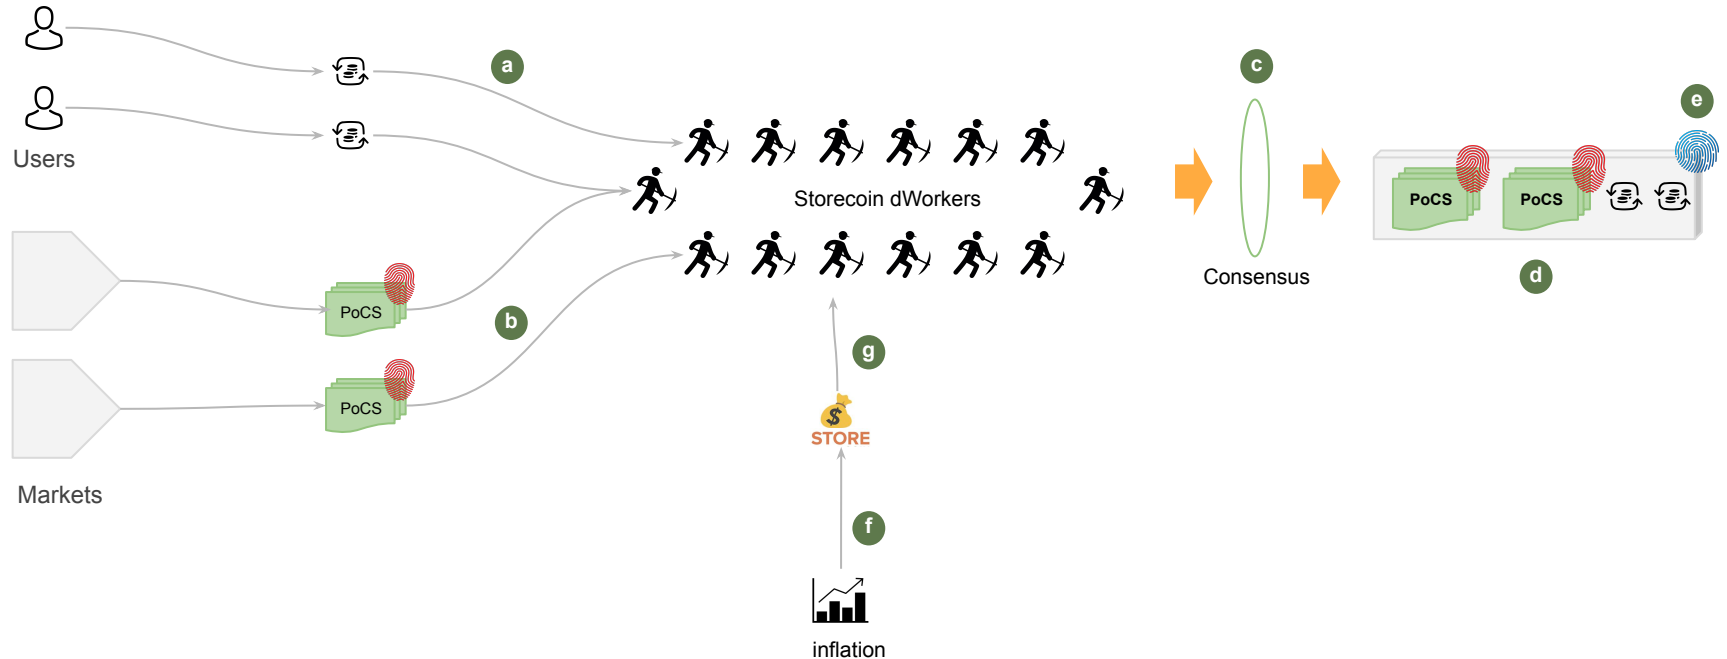 a
c
e
Users
Storecoin dWorkers
PoCS
PoCS
Consensus
d
PoCS
b
g
PoCS
$
STORE
Markets
f
inflation